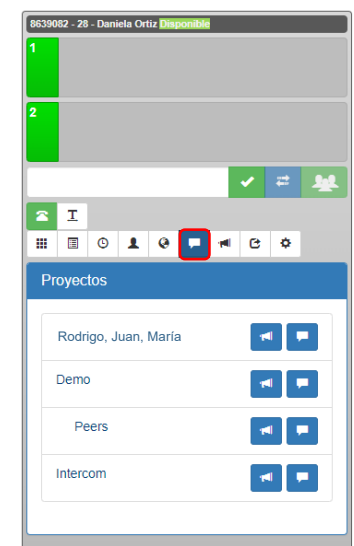 8639082 - 28 - Daniela Ortiz Disponible
1
2
T
Proyectos
Rodrigo, Juan, María
Demo
Peers
Intercom